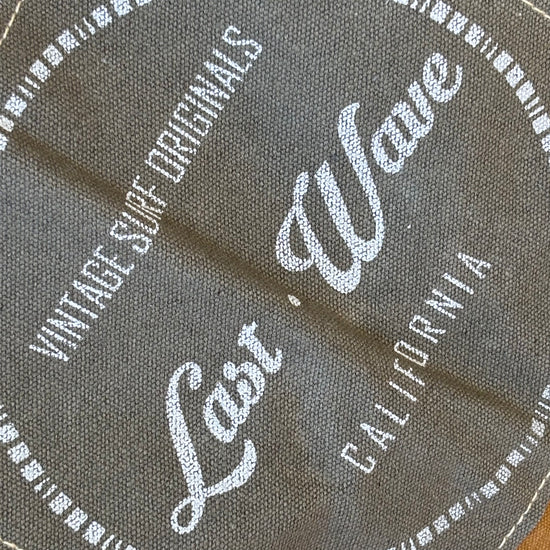 VINTAGE SURF ORIGINALS
Last Wave
CALIFORNIA